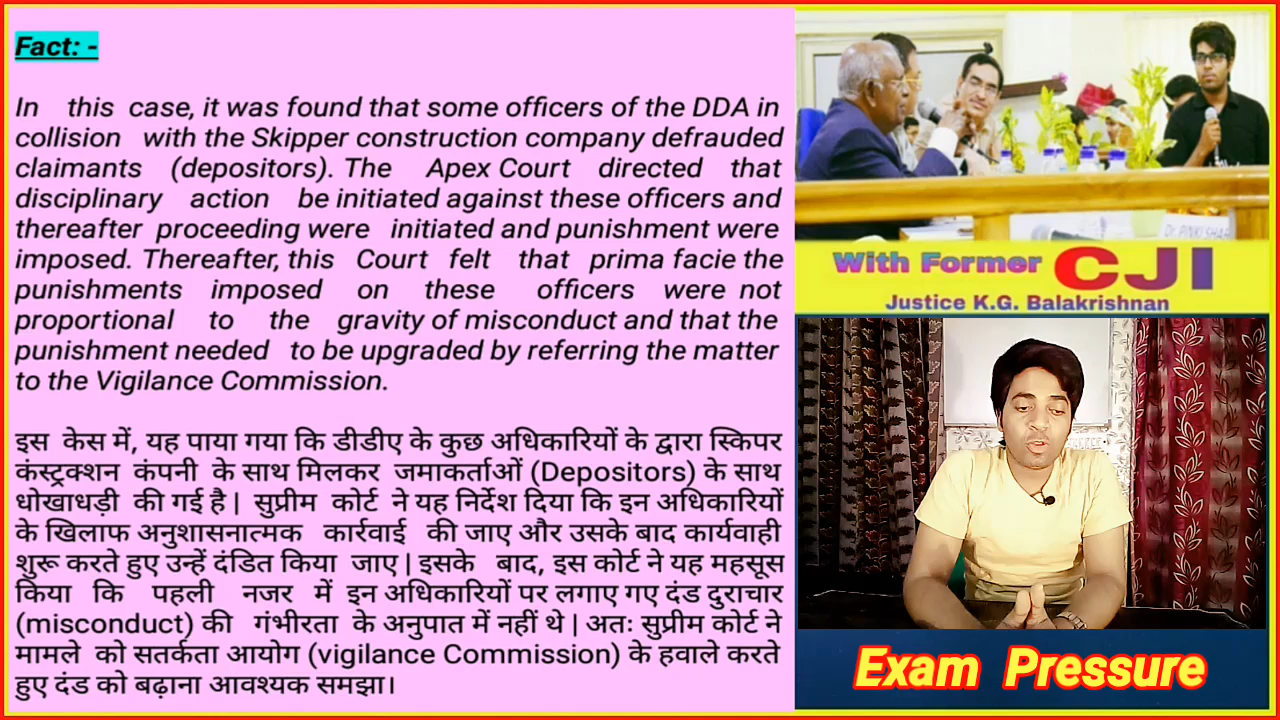 Fact: -
In this case, it was found that some officers of the DDA in
collision with the Skipper construction company defrauded
claimants (depositors). The Apex Court directed that
disciplinary action be initiated against these officers and
thereafter proceeding were initiated and punishment were
imposed. Thereafter, this Court felt that prima facie the
punishments imposed on these officers were not
proportional to the gravity of misconduct and that the
punishment needed to be upgraded by referring the matter
to the Vigilance Commission.
इस केस में, यह पाया गया कि डीडीए के कुछ अधिकारियों के द्वारा स्किपर
कंस्ट्रक्शन कंपनी के साथ मिलकर जमाकर्ताओं (Depositors) के साथ
धोखाधड़ी की गई है | सुप्रीम कोर्ट ने यह निर्देश दिया कि इन अधिकारियों
के खिलाफ अनुशासनात्मक कार्रवाई की जाए और उसके बाद कार्यवाही
शुरू करते हुए उन्हें दंडित किया जाए | इसके बाद, इस कोर्ट ने यह महसूस
किया कि पहली नजर में इन अधिकारियों पर लगाए गए दंड दुराचार
(misconduct) की गंभीरता के अनुपात में नहीं थे | अतः सुप्रीम कोर्ट ने
मामले को सतर्कता आयोग (vigilance Commission) के हवाले करते
हुए दंड को बढ़ाना आवश्यक समझा।
With Former CJI
Justice K.G. Balakrishnan
Exam Pressure